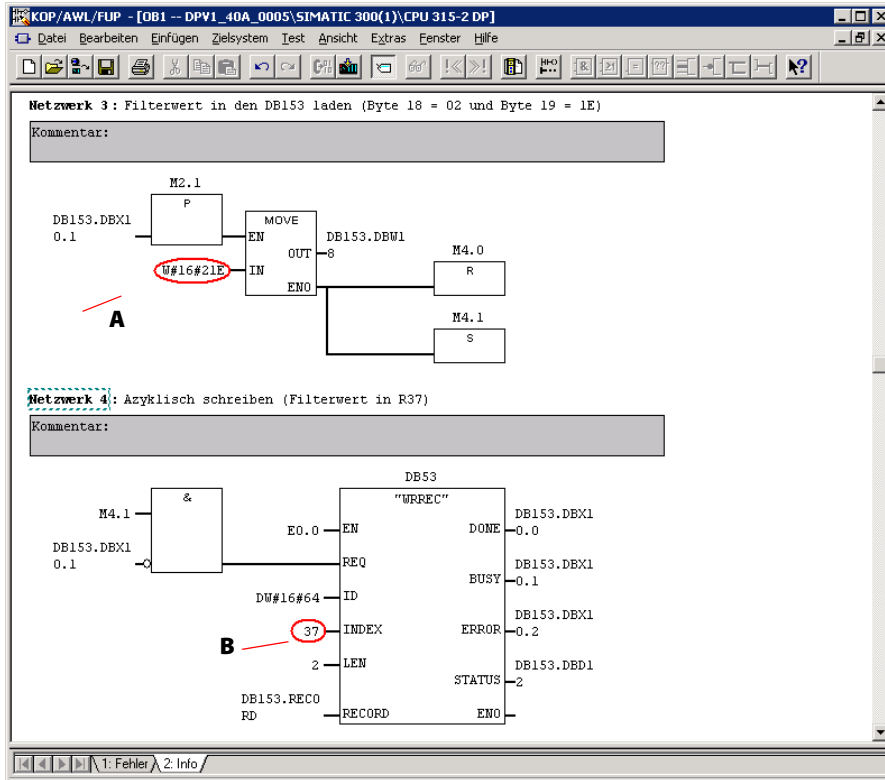 KOP/AWL/FUP - [OB1 -- DPV1_40A_0005\SIMATIC 300(1)\CPU 315-2 DP]
Datei Bearbeiten Einfügen Zielsystem Test Ansicht Extras Fenster Hilfe
Netzwerk 3 : Filterwert in den DB153 laden (Byte 18 = 02 und Byte 19 = 1E)
Kommentar:
M2.1
P
DB153.DBX1
0.1
MOVE
EN
OUT
DB153.DBW1
8
W#16#21E
IN
ENO
M4.0
R
M4.1
S
A
Netzwerk 4 : Azyklisch schreiben (Filterwert in R37)
Kommentar:
DB53
&
"WRREC"
M4.1
DB153.DBX1
0.1
E0.0
EN
DONE
DB153.DBX1
0.0
REQ
BUSY
DB153.DBX1
0.1
DW#16#64
ID
37
INDEX
ERROR
DB153.DBX1
0.2
B
2
LEN
STATUS
DB153.DBD1
2
DB153.RECO
RD
RECORD
ENO
1: Fehler
2: Info